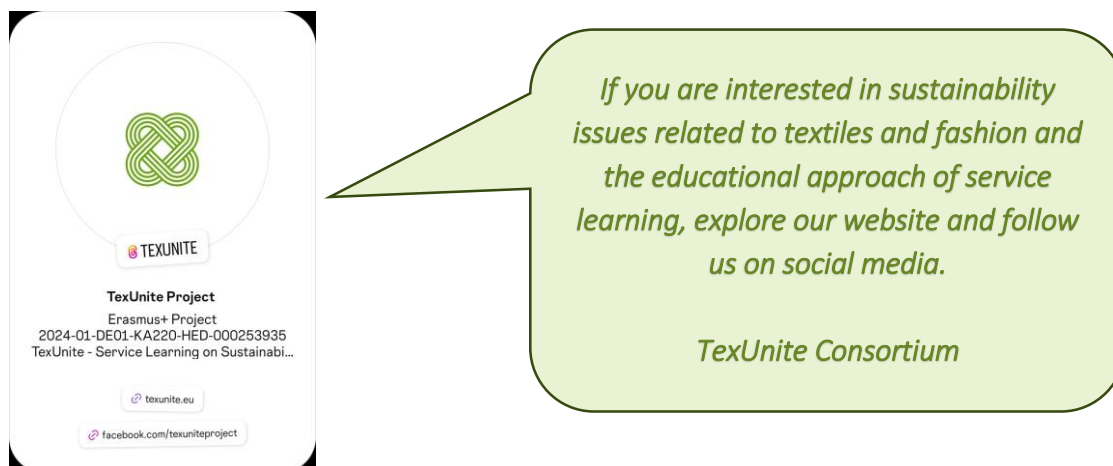 TEXUNITE
TexUnite Project
Erasmus+ Project
2024-01-DE01-KA220-HED-000253935
TexUnite - Service Learning on Sustainabi...
texunite.eu
facebook.com/texuniteproject
If you are interested in sustainability
issues related to textiles and fashion and
the educational approach of service
learning, explore our website and follow
us on social media.
TexUnite Consortium